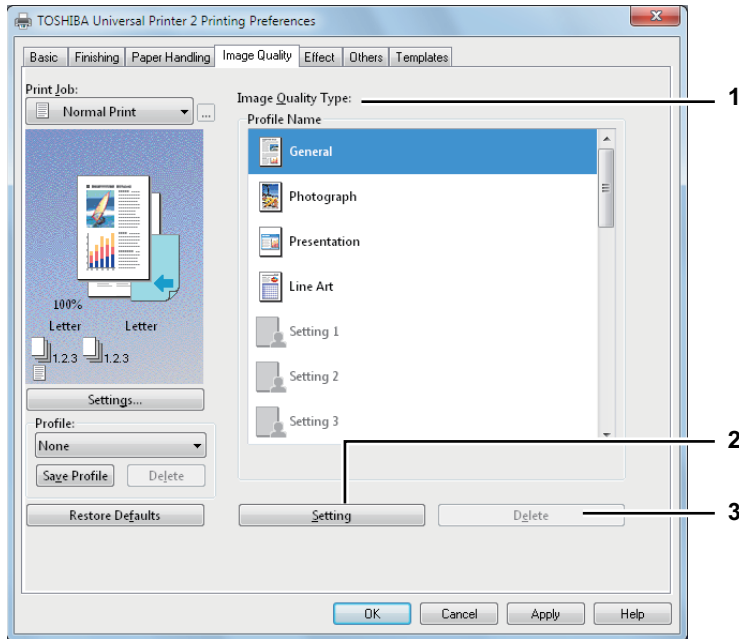 TOSHIBA Universal Printer 2 Printing Preferences
Basic Finishing Paper Handling Image Quality Effect Others Templates
Print Job:
Normal Print ...
100%
Letter Letter
1.2.3 1.2.3
Settings...
Profile:
None
Save Profile Delete
Restore Defaults
Image Quality Type:
1
Profile Name
General
Photograph
Presentation
Line Art
Setting 1
Setting 2
Setting 3
2
Setting Delete
3
OK Cancel Apply Help